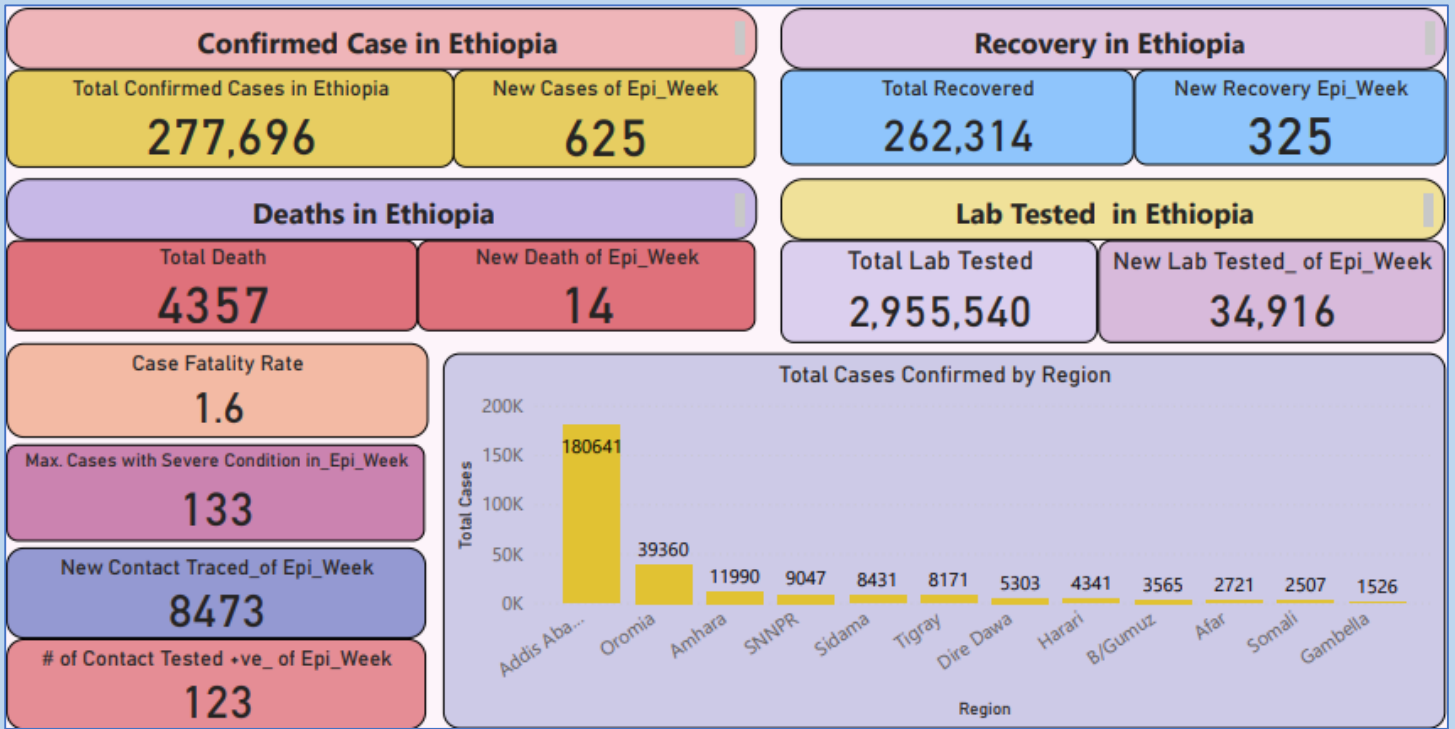 Confirmed Case in Ethiopia
Total Confirmed Cases in Ethiopia
277,696
New Cases of Epi_Week
625
Recovery in Ethiopia
Total Recovered
262,314
New Recovery Epi_Week
325
Deaths in Ethiopia
Total Death
4357
New Death of Epi_Week
14
Lab Tested in Ethiopia
Total Lab Tested
2,955,540
New Lab Tested_ of Epi_Week
34,916
Case Fatality Rate
1.6
Max. Cases with Severe Condition in_Epi_Week
133
New Contact Traced_of Epi_Week
8473
# of Contact Tested +ve_ of Epi_Week
123
Total Cases Confirmed by Region
Total Cases
200K
150K
100K
50K
0K
180641
39360
11990
9047
8431
8171
5303
4341
3565
2721
2507
1526
Addis Aba...
Oromia
Amhara
SNNPR
Sidama
Tigray
Dire Dawa
Harari
B/Gumuz
Afar
Somali
Gambella
Region